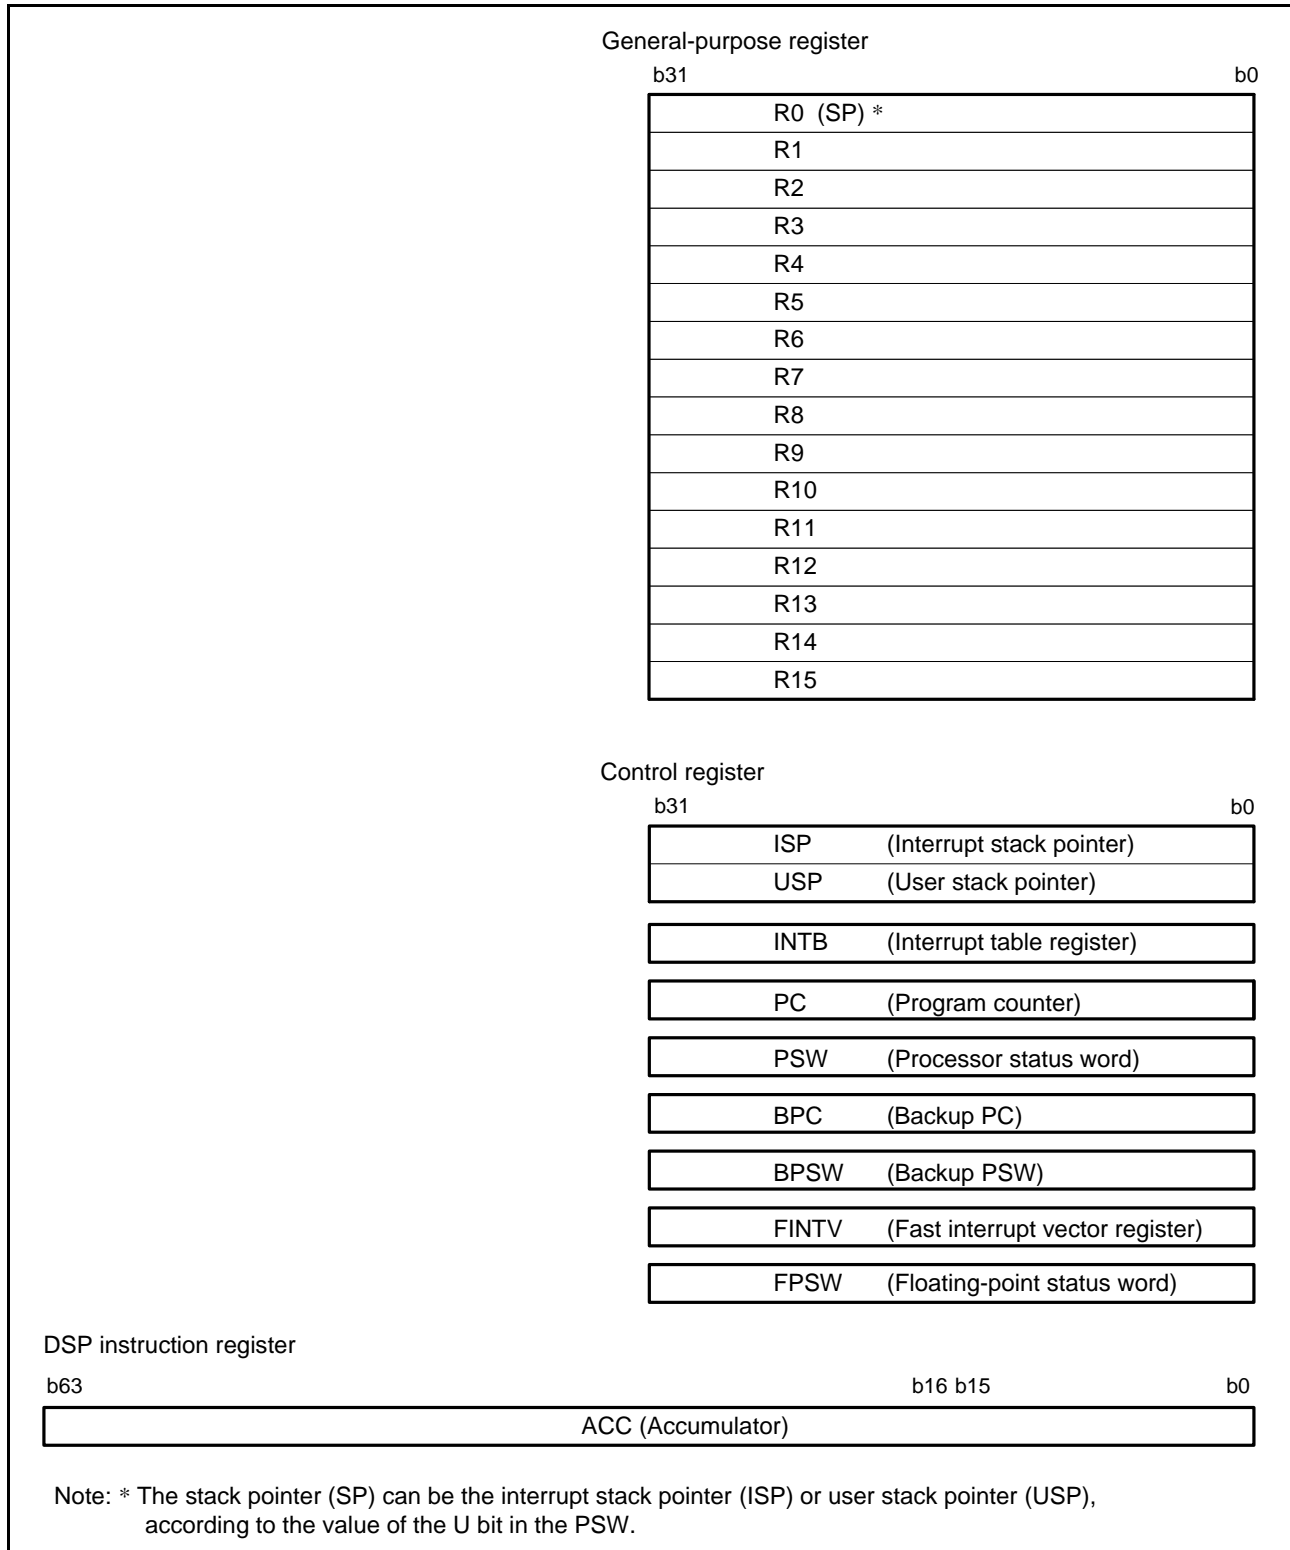 General-purpose register
b31 b0
R0 (SP) *
R1
R2
R3
R4
R5
R6
R7
R8
R9
R10
R11
R12
R13
R14
R15
Control register
b31 b0
ISP (Interrupt stack pointer)
USP (User stack pointer)
INTB (Interrupt table register)
PC (Program counter)
PSW (Processor status word)
BPC (Backup PC)
BPSW (Backup PSW)
FINTV (Fast interrupt vector register)
FPSW (Floating-point status word)
DSP instruction register
b63 b16 b15 b0
ACC (Accumulator)
Note: * The stack pointer (SP) can be the interrupt stack pointer (ISP) or user stack pointer (USP),
according to the value of the U bit in the PSW.